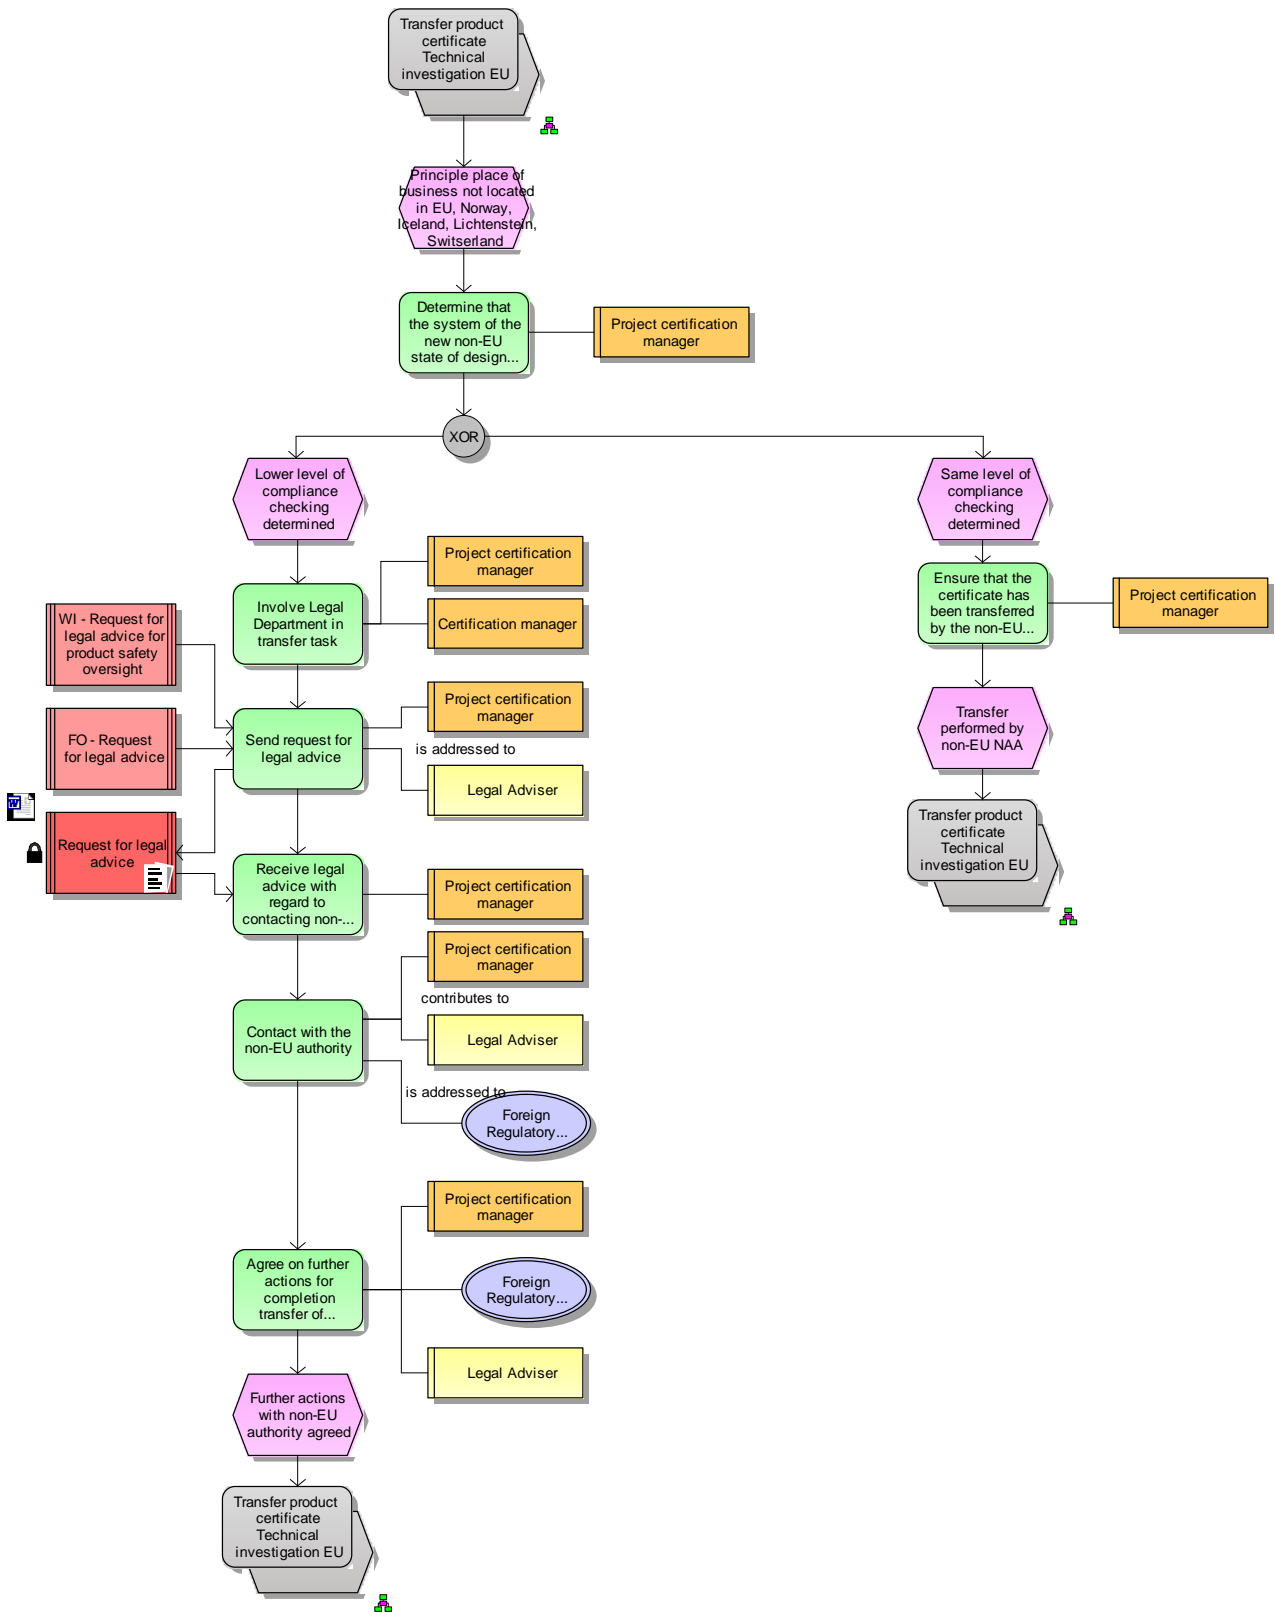 Transfer product
certificate
Technical
investigation EU
Principle place of
business not located
in EU, Norway,
Iceland, Lichtenstein,
Switserland
Determine that
the system of the
new non-EU
state of design...
Project certification
manager
XOR
Lower level of
compliance
checking
determined
Same level of
compliance
checking
determined
Involve Legal
Department in
transfer task
Project certification
manager
Certification manager
Ensure that the
certificate has
been transferred
by the non-EU...
Project certification
manager
WI - Request for
legal advice for
product safety
oversight
FO - Request
for legal advice
Send request for
legal advice
Project certification
manager
is addressed to
Legal Adviser
Transfer
performed by
non-EU NAA
Transfer product
certificate
Technical
investigation EU
W
Request for legal
advice
Receive legal
advice with
regard to
contacting non-...
Project certification
manager
Contact with the
non-EU authority
Project certification
manager
contributes to
Legal Adviser
is addressed to
Foreign
Regulatory...
Agree on further
actions for
completion
transfer of...
Project certification
manager
Foreign
Regulatory...
Legal Adviser
Further actions
with non-EU
authority agreed
Transfer product
certificate
Technical
investigation EU